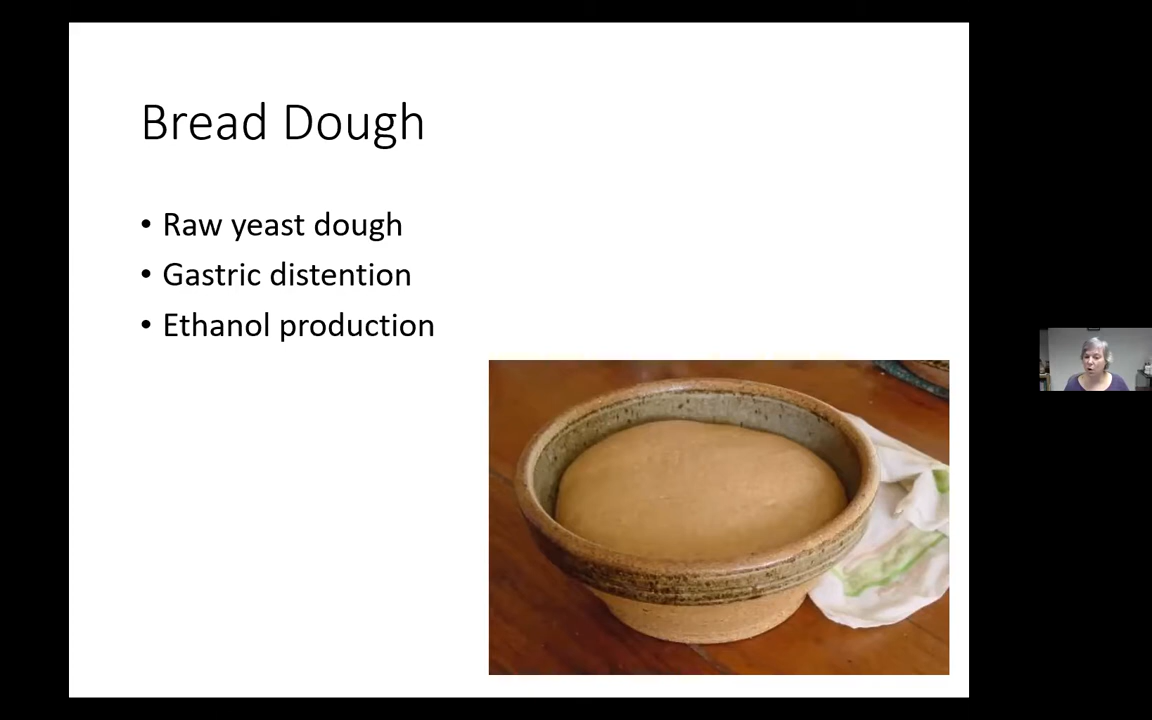 Bread Dough
• Raw yeast dough
• Gastric distention
• Ethanol production